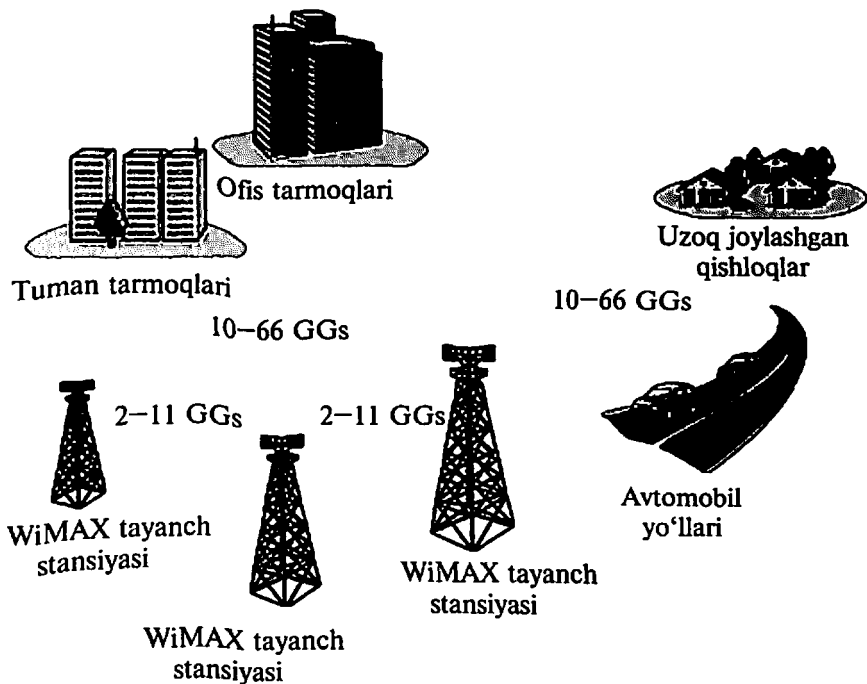 Ofis tarmoqlari
Tuman tarmoqlari
Uzoq joylashgan
qishloqlar
10–66 GGs
10–66 GGs
2–11 GGs
2–11 GGs
Avtomobil
yo‘llari
WiMAX tayanch
stansiyasi
WiMAX tayanch
stansiyasi
WiMAX tayanch
stansiyasi